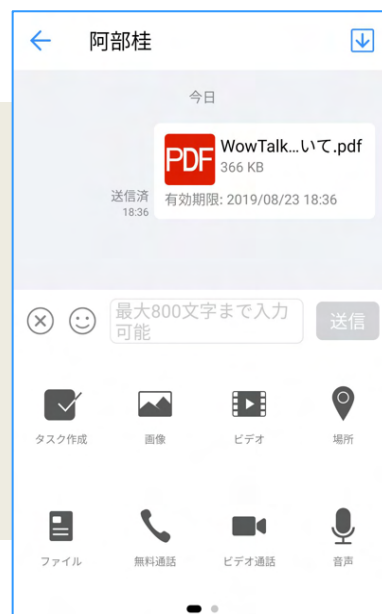 阿部桂
今日
PDF
WowTalk...いて.pdf
366 KB
送信済
18:36
有効期限: 2019/08/23 18:36
最大800文字まで入力
可能
送信
タスク作成
画像
ビデオ
場所
ファイル
無料通話
ビデオ通話
音声